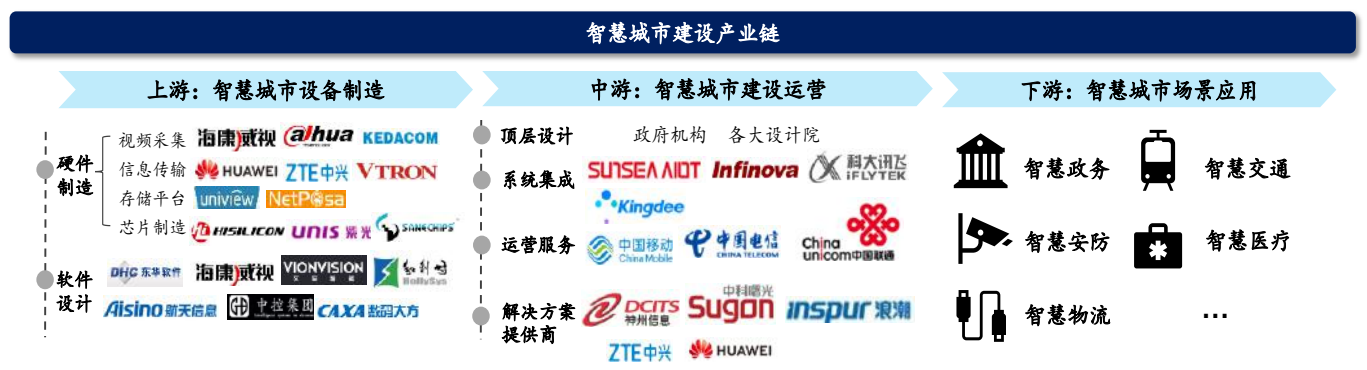 智慧城市建设产业链
上游：智慧城市设备制造
硬件制造
视频采集 海康威视 alhua KEDACOM
信息传输 HUAWEI ZTE中兴 VTRON
存储平台 uniview NetPosa
芯片制造 HISILICON UNIS 紫光 SANECHIPS
软件设计
DHC 东华软件 海康威视 VIONVISION 和利时 HollySys
Aisino 航天信息 中控集团 CAXA 数码大方
中游：智慧城市建设运营
顶层设计 政府机构 各大设计院
系统集成 SUNSEA AIOT Infinova 科大讯飞 iFLYTEK
Kingdee
运营服务 中国移动 China Mobile 中国电信 CHINA TELECOM China unicom中国联通
解决方案提供商
DCITS 神州信息 中科曙光 Sugon inspur 浪潮
ZTE中兴 HUAWEI
下游：智慧城市场景应用
智慧政务 智慧交通
智慧安防 智慧医疗
智慧物流 ...